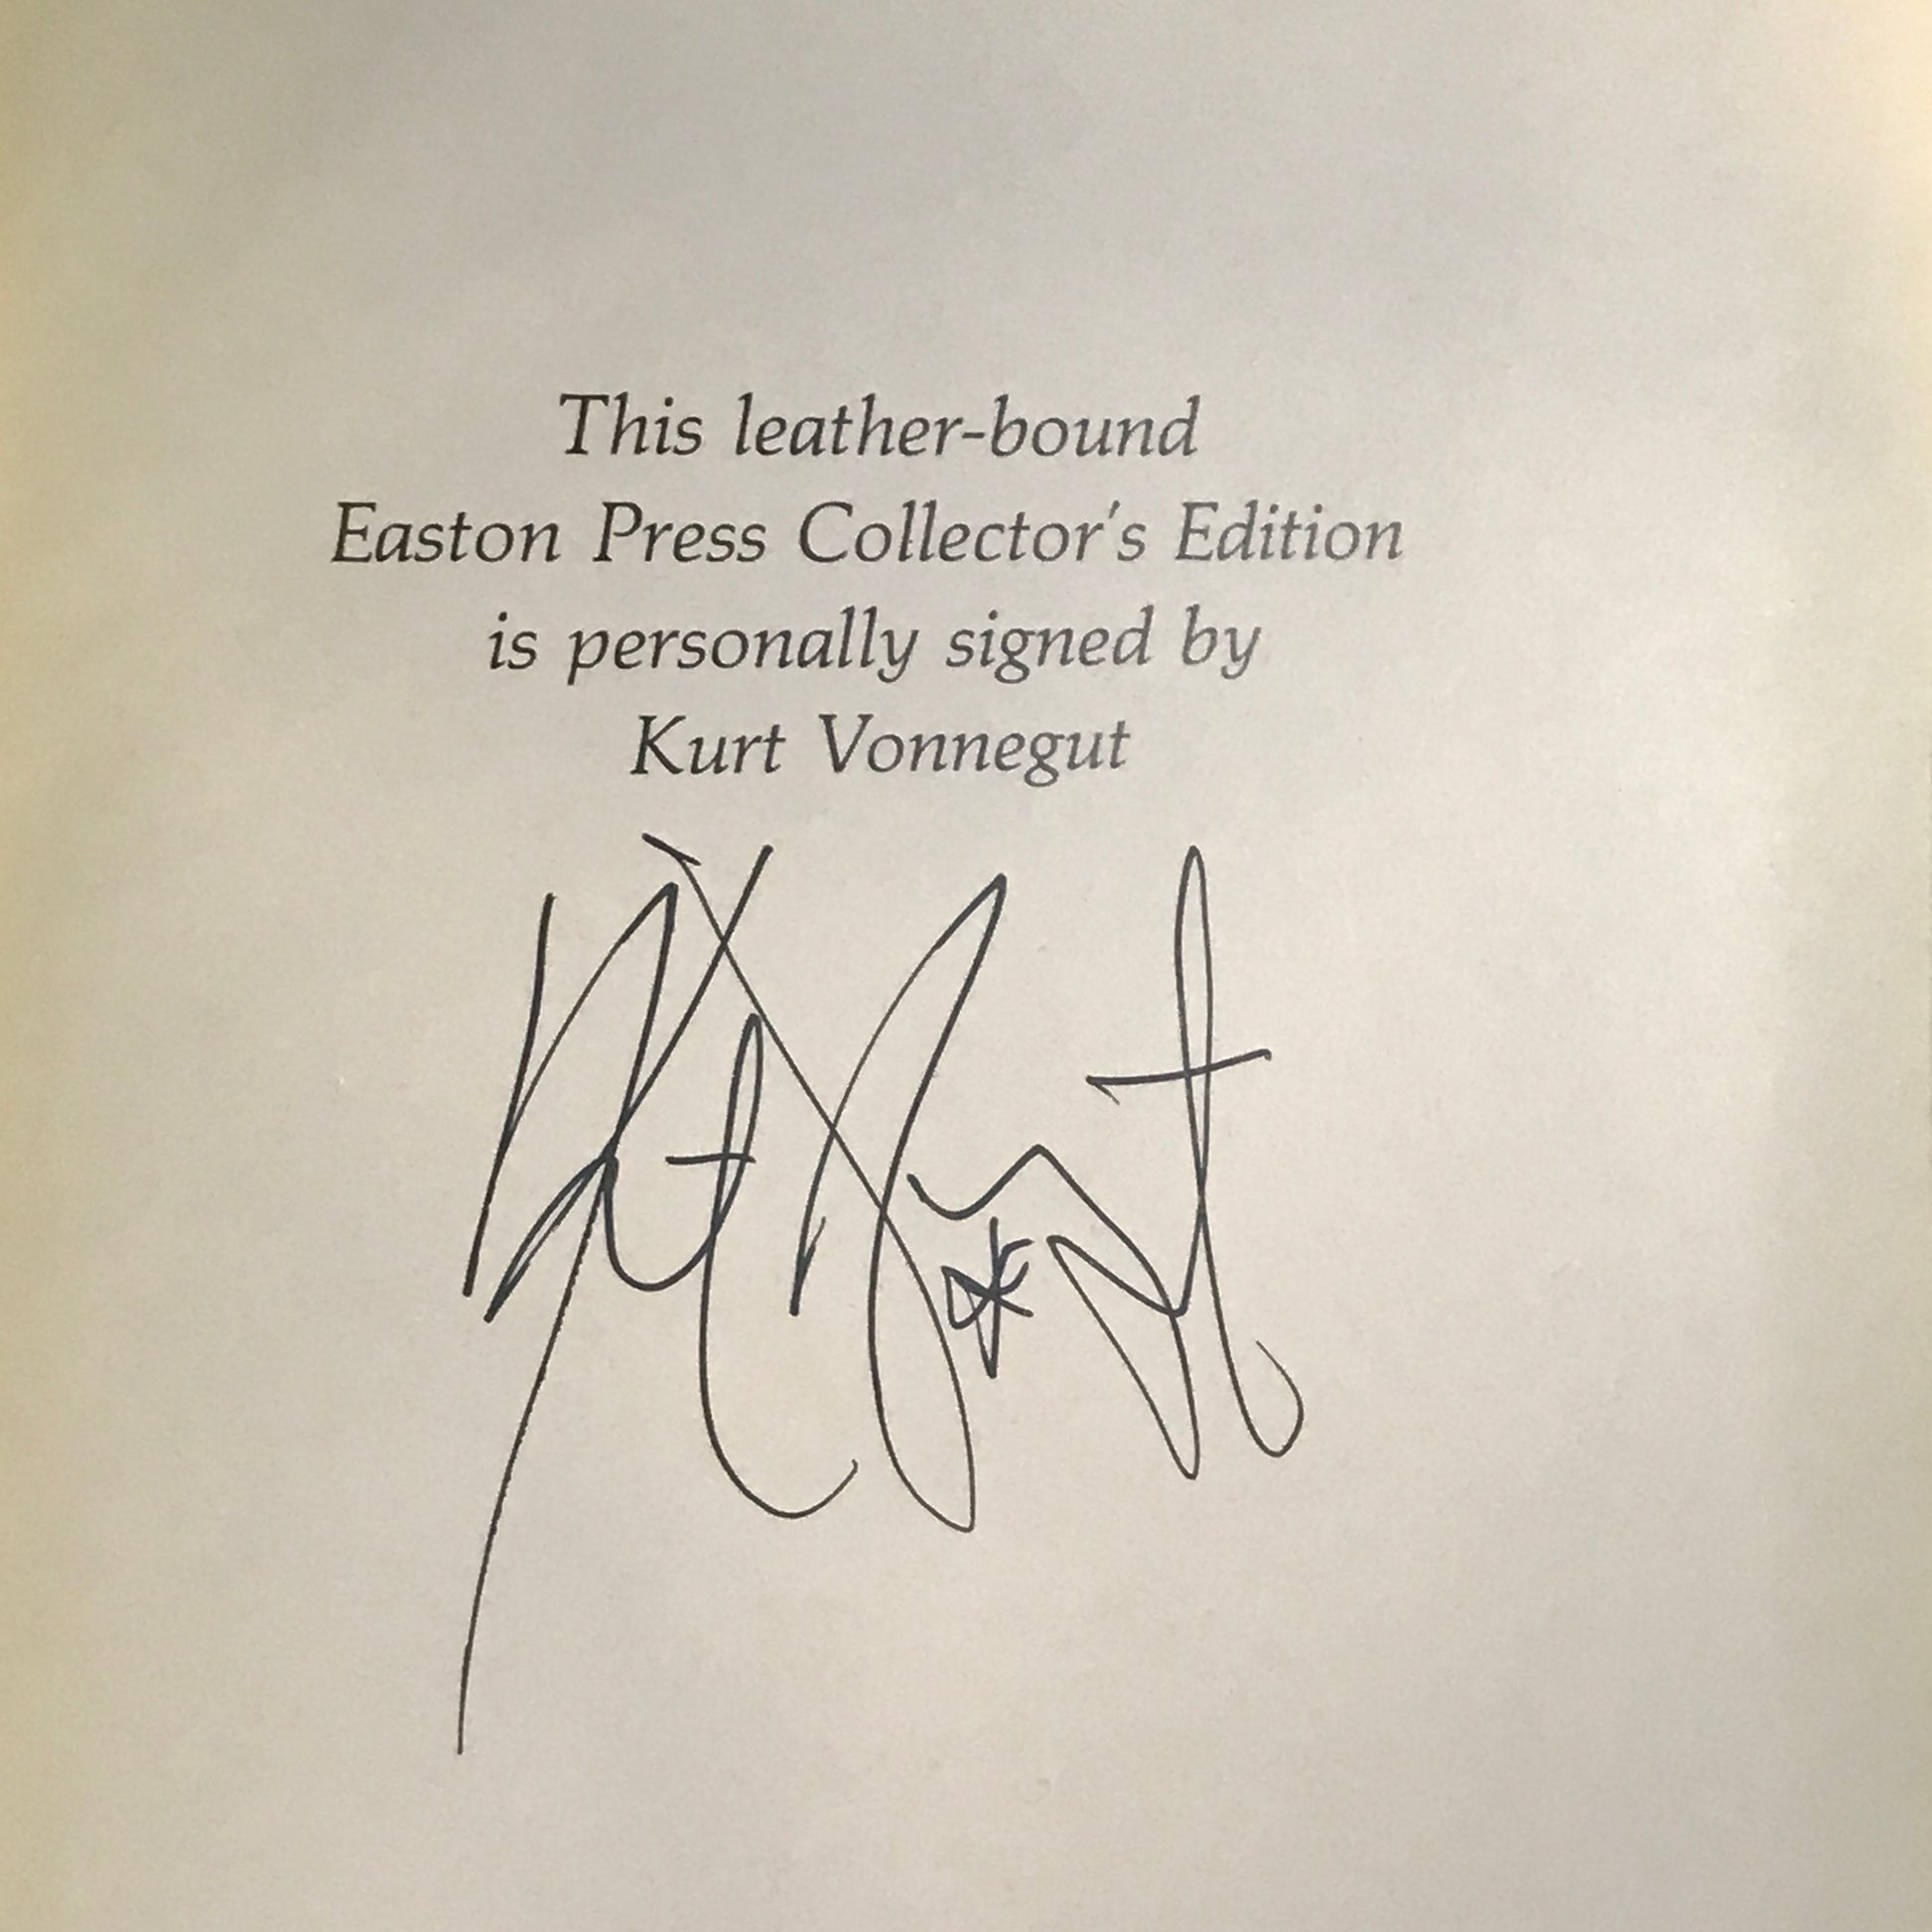 This leather-bound
Easton Press Collector's Edition
is personally signed by
Kurt Vonnegut